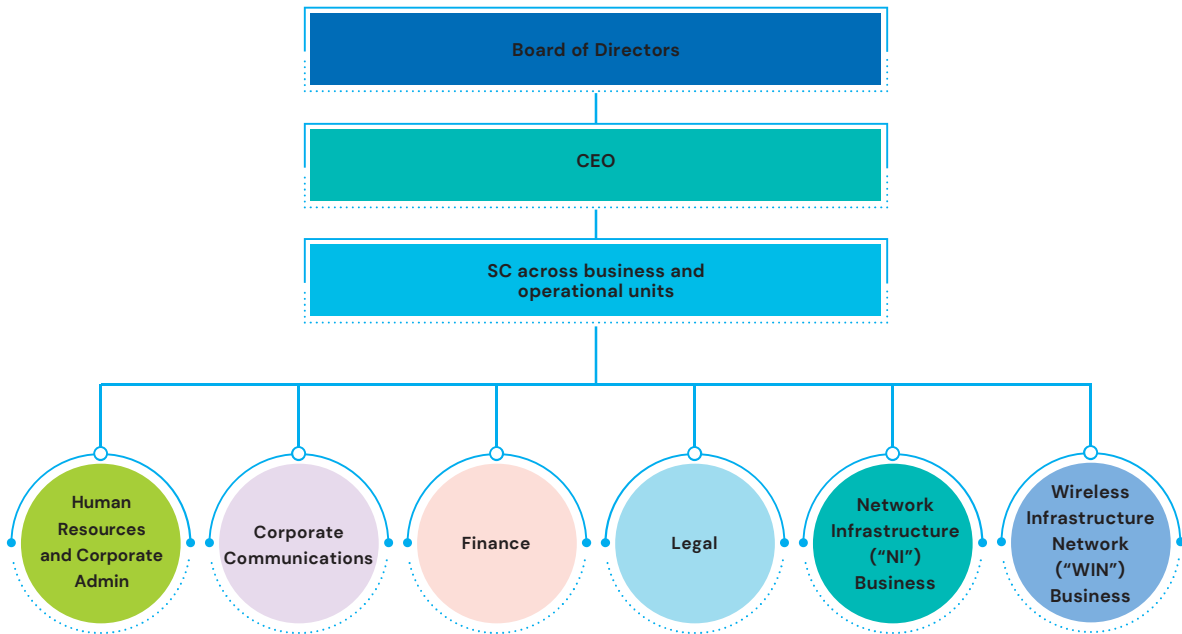 Board of Directors
CEO
SC across business and
operational units
Human
Resources
and Corporate
Admin
Corporate
Communications
Finance
Legal
Network
Infrastructure
(“NI”)
Business
Wireless
Infrastructure
Network
(“WIN”)
Business